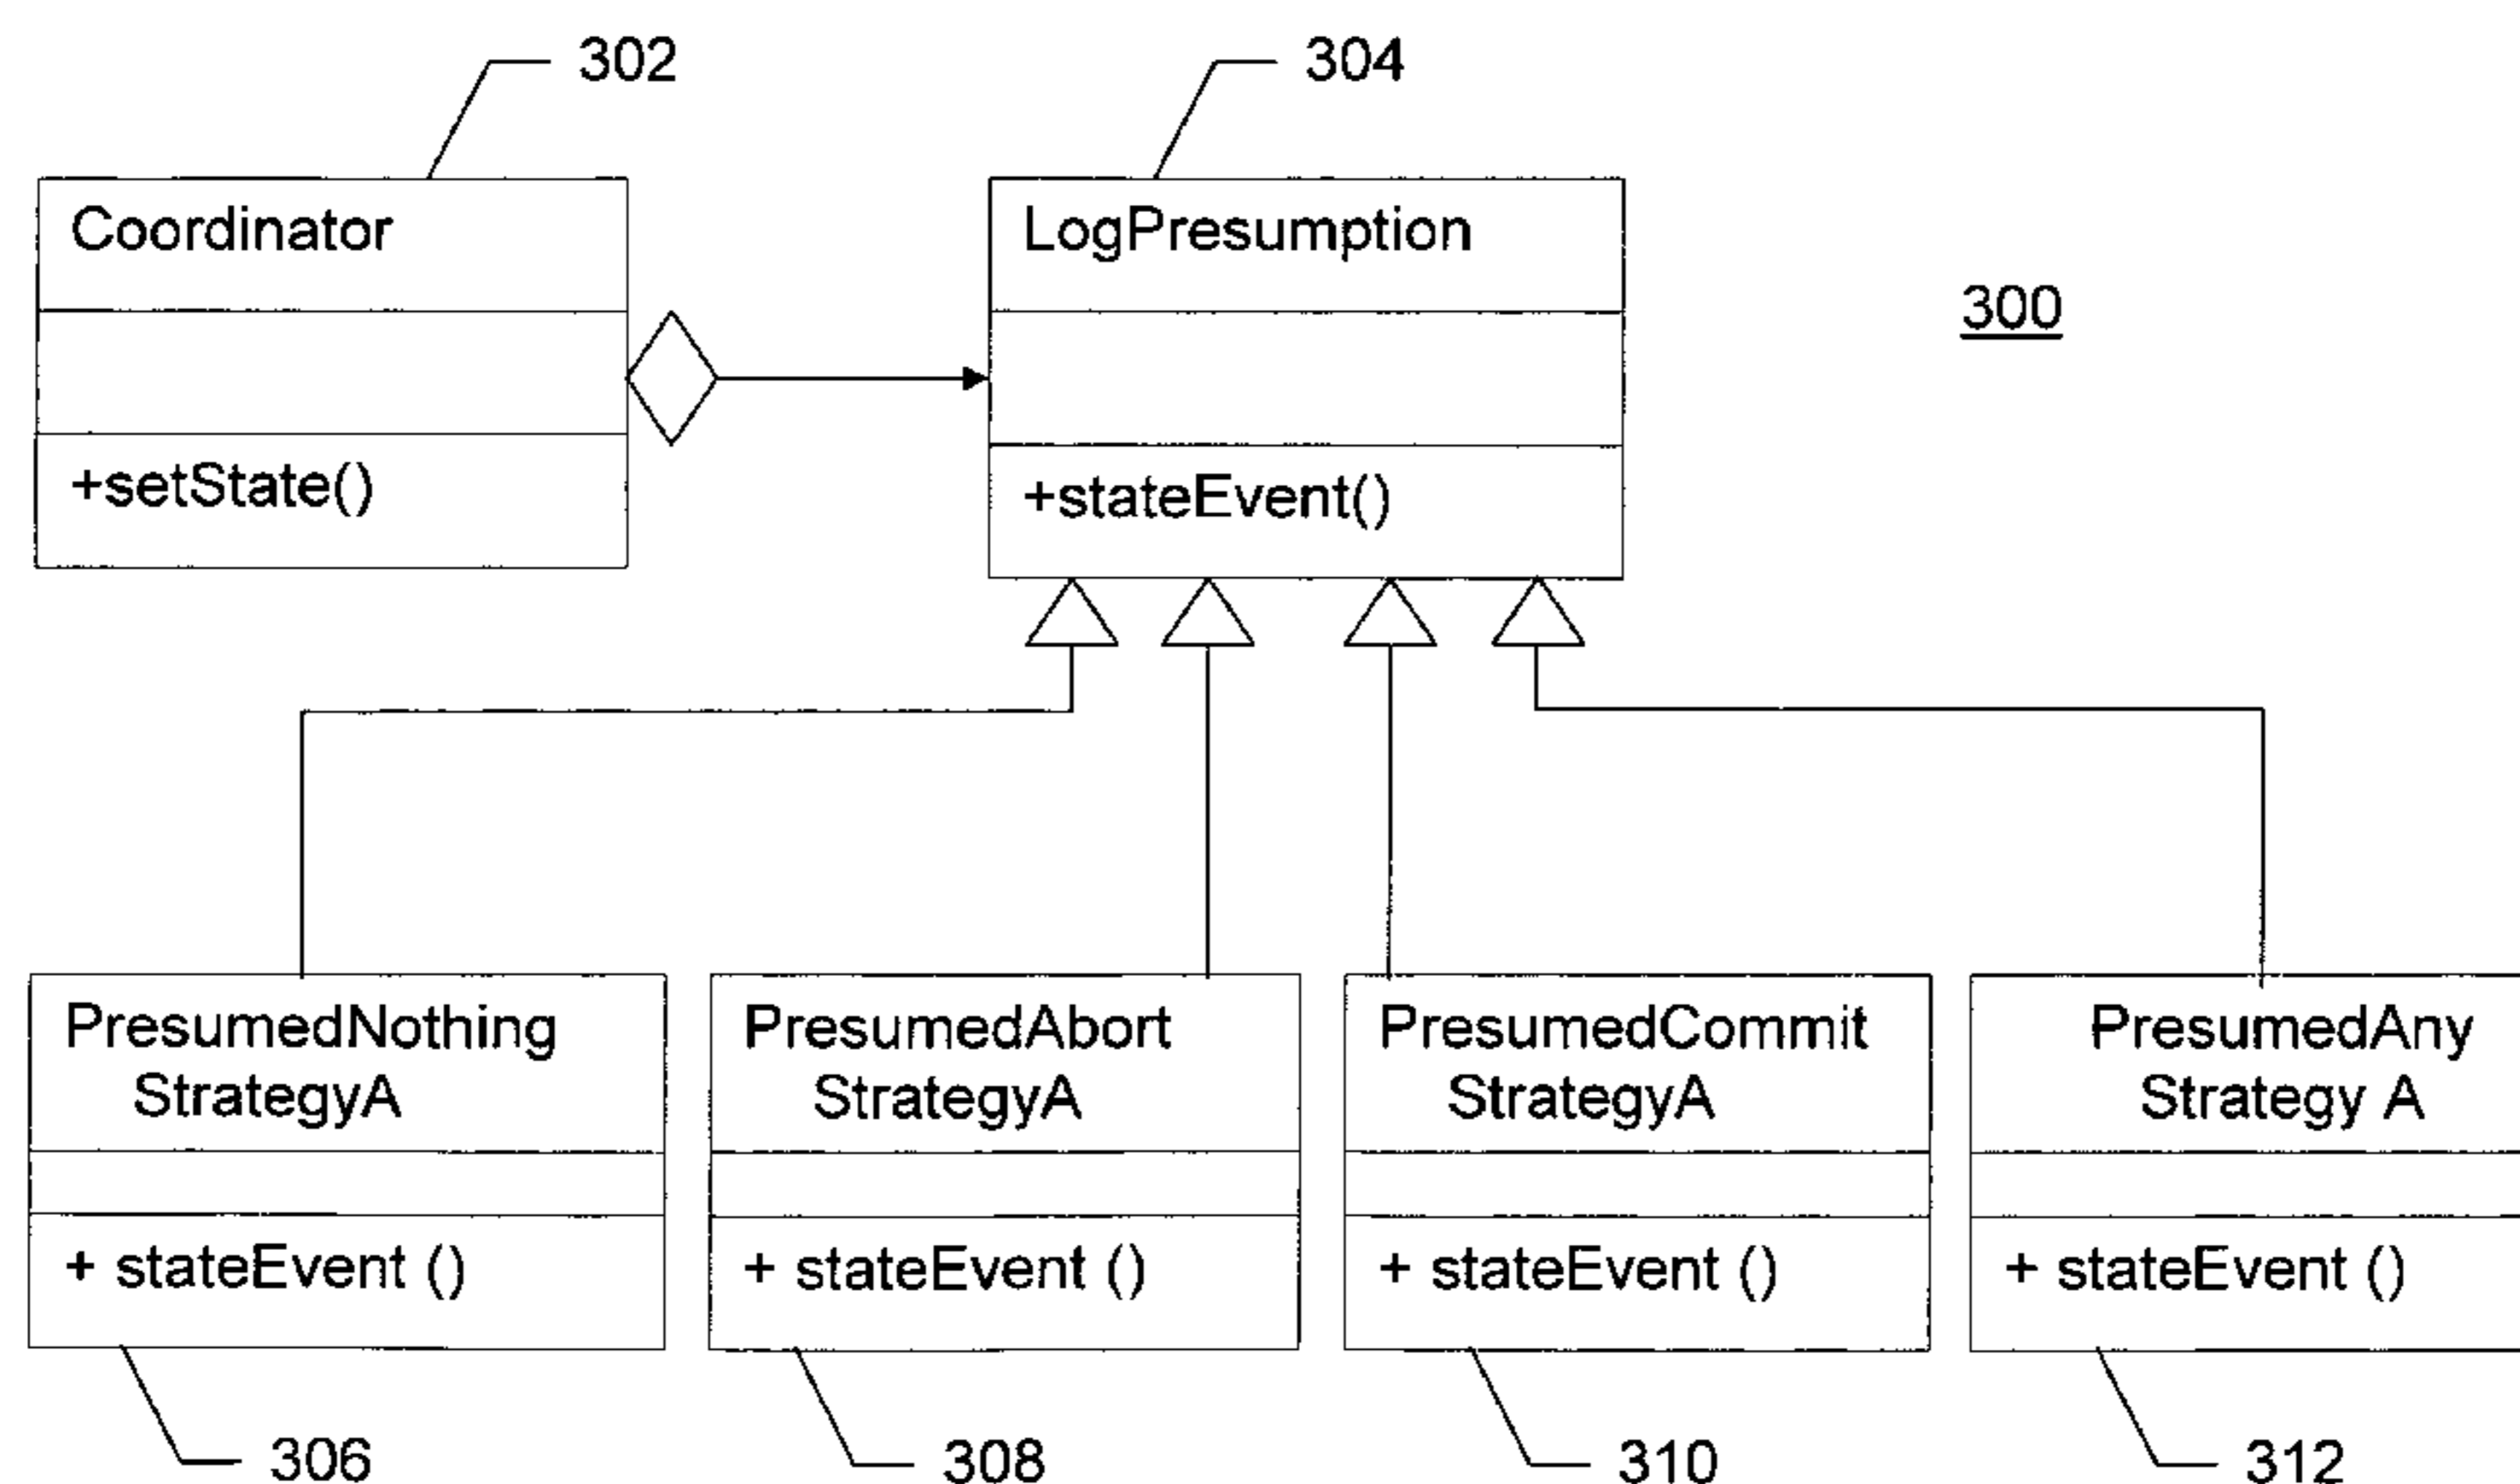 302
304
Coordinator
LogPresumption
300
+setState()
+stateEvent()
PresumedNothing
StrategyA
PresumedAbort
StrategyA
PresumedCommit
StrategyA
PresumedAny
Strategy A
+ stateEvent ()
+ stateEvent ()
+ stateEvent ()
+ stateEvent ()
306
308
310
312